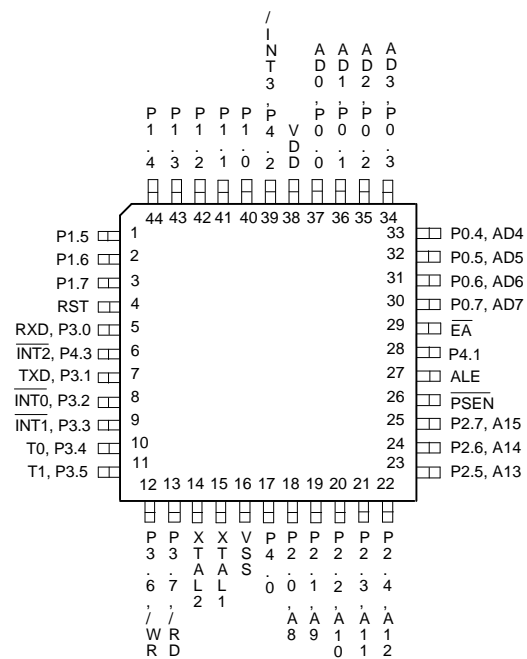 P1.4
P1.3
P1.2
P1.1
P1.0
/INT3,P4.2
VDD
AD0,P0.0
AD1,P0.1
AD2,P0.2
AD3,P0.3
44
43
42
41
40
39
38
37
36
35
34
P1.5
1
P1.6
2
P1.7
3
RST
4
RXD, P3.0
5
INT2, P4.3
6
TXD, P3.1
7
INT0, P3.2
8
INT1, P3.3
9
T0, P3.4
10
T1, P3.5
11
33
P0.4, AD4
32
P0.5, AD5
31
P0.6, AD6
30
P0.7, AD7
29
EA
28
P4.1
27
ALE
26
PSEN
25
P2.7, A15
24
P2.6, A14
23
P2.5, A13
12
13
14
15
16
17
18
19
20
21
22
P3.6,/WR
P3.7,/RD
XTAL2
XTAL1
VSS
P4.0
P2.0,A8
P2.1,A9
P2.2,A10
P2.3,A11
P2.4,A12